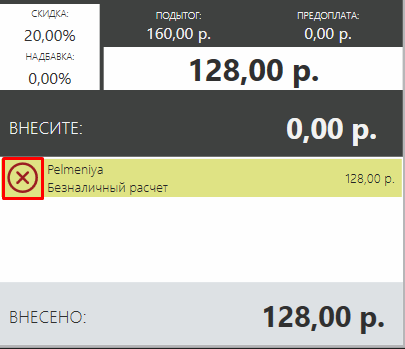 СКИДКА:
20,00%
НАДБАВКА:
0,00%
ПОДЫТОГ:
160,00 р.
ПРЕДОПЛАТА:
0,00 р.
128,00 р.
ВНЕСИТЕ:
0,00 р.
Pelmeniya
Безналичный расчет
128,00 р.
ВНЕСЕНО:
128,00 р.